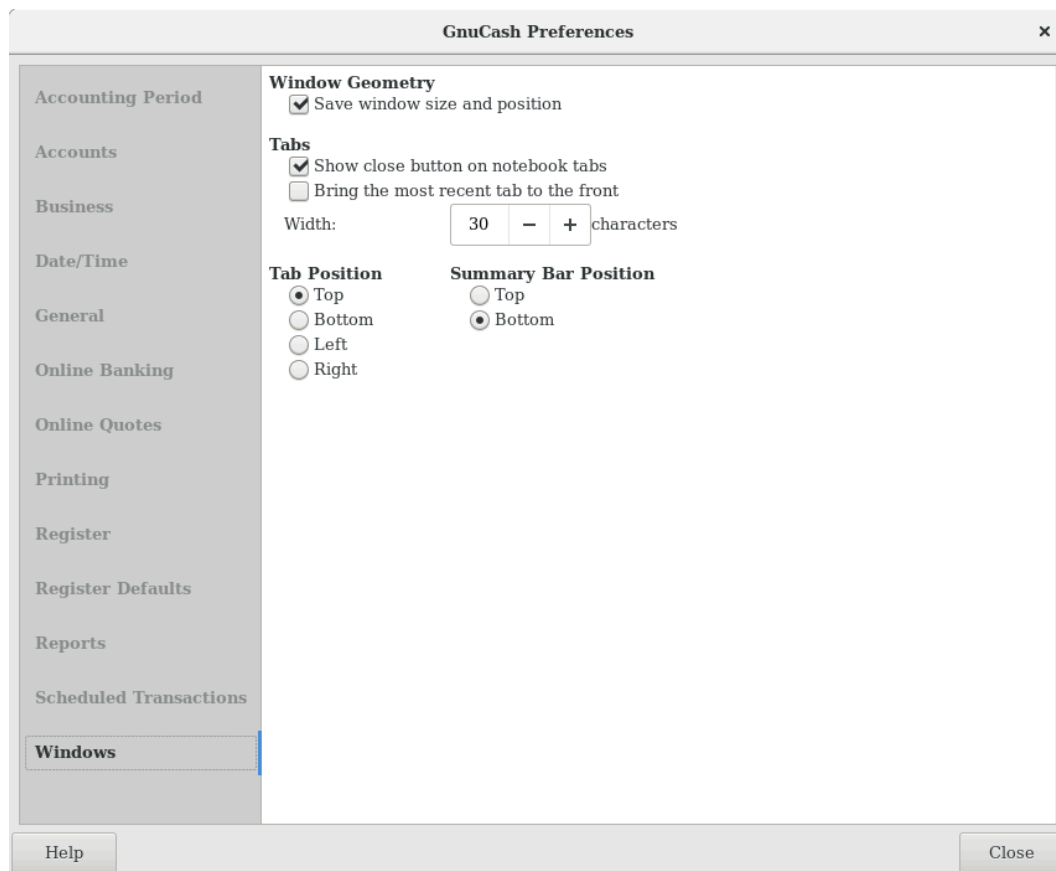 GnuCash Preferences
Accounting Period
Accounts
Business
Date/Time
General
Online Banking
Online Quotes
Printing
Register
Register Defaults
Reports
Scheduled Transactions
Windows
Window Geometry
Save window size and position
Tabs
Show close button on notebook tabs
Bring the most recent tab to the front
Width: 30 − + characters
Tab Position
Top
Bottom
Left
Right
Summary Bar Position
Top
Bottom
Help
Close